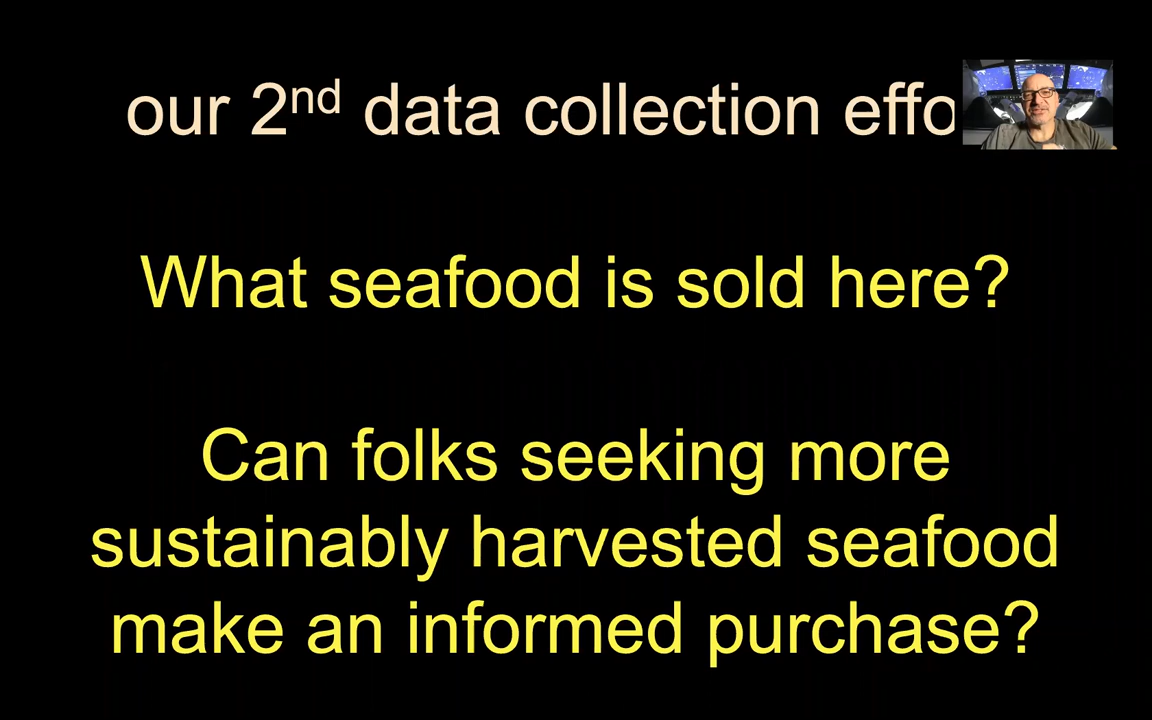 our 2nd data collection effo
What seafood is sold here?
Can folks seeking more
sustainably harvested seafood
make an informed purchase?